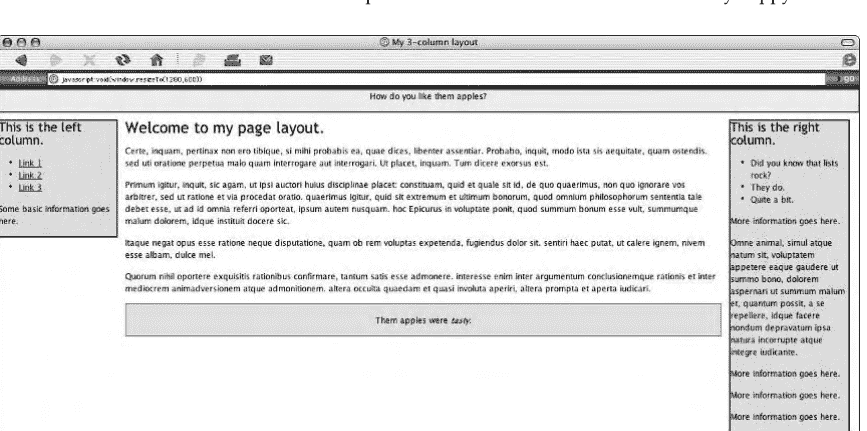 My 3-column layout
Address
javascript:void(window.resizeTo(1280,600))
go
How do you like them apples?
This is the left
column.
• Link 1
• Link 2
• Link 3
Some basic information goes
here.
Welcome to my page layout.
Certe, inquam, pertinax non ero tibique, si mihi probabis ea, quae dices, libenter assentiar. Probabo, inquit, modo ista sis aequitate, quam ostendis.
sed uti oratione perpetua malo quam interrogare aut interrogari. Ut placet, inquam. Tum dicere exorsus est.
Primum igitur, inquit, sic agam, ut ipsi auctori huius disciplinae placet: constituam, quid et quale sit id, de quo quaerimus, non quo ignorare vos
arbitrer, sed ut ratione et via procedat oratio. quaerimus igitur, quid sit extremum et ultimum bonorum, quod omnium philosophorum sententia tale
debet esse, ut ad id omnia referri oporteat, ipsum autem nusquam. hoc Epicurus in voluptate ponit, quod summum bonum esse vult, summumque
malum dolorem, idque instituit docere sic.
Itaque negat opus esse ratione neque disputatione, quam ob rem voluptas expetenda, fugiendus dolor sit. sentiri haec putat, ut calere ignem, nivem
esse albam, dulce mel.
Quorum nihil oportere exquisitis rationibus confirmare, tantum satis esse admonere. interesse enim inter argumentum conclusionemque rationis et inter
mediocrem animadversionem atque admonitionem. altera occulta quaedam et quasi involuta aperiri, altera prompta et aperta iudicari.
Them apples were tasty.
This is the right
column.
• Did you know that lists
rock?
• They do.
• Quite a bit.
More information goes here.
Omne animal, simul atque
natum sit, voluptatem
appetere eaque gaudere ut
summo bono, dolorem
aspernari ut summum malum
et, quantum possit, a se
repellere, idque facere
nondum depravatum ipsa
natura incorrupte atque
integre iudicante.
More information goes here.
More information goes here.
More information goes here.